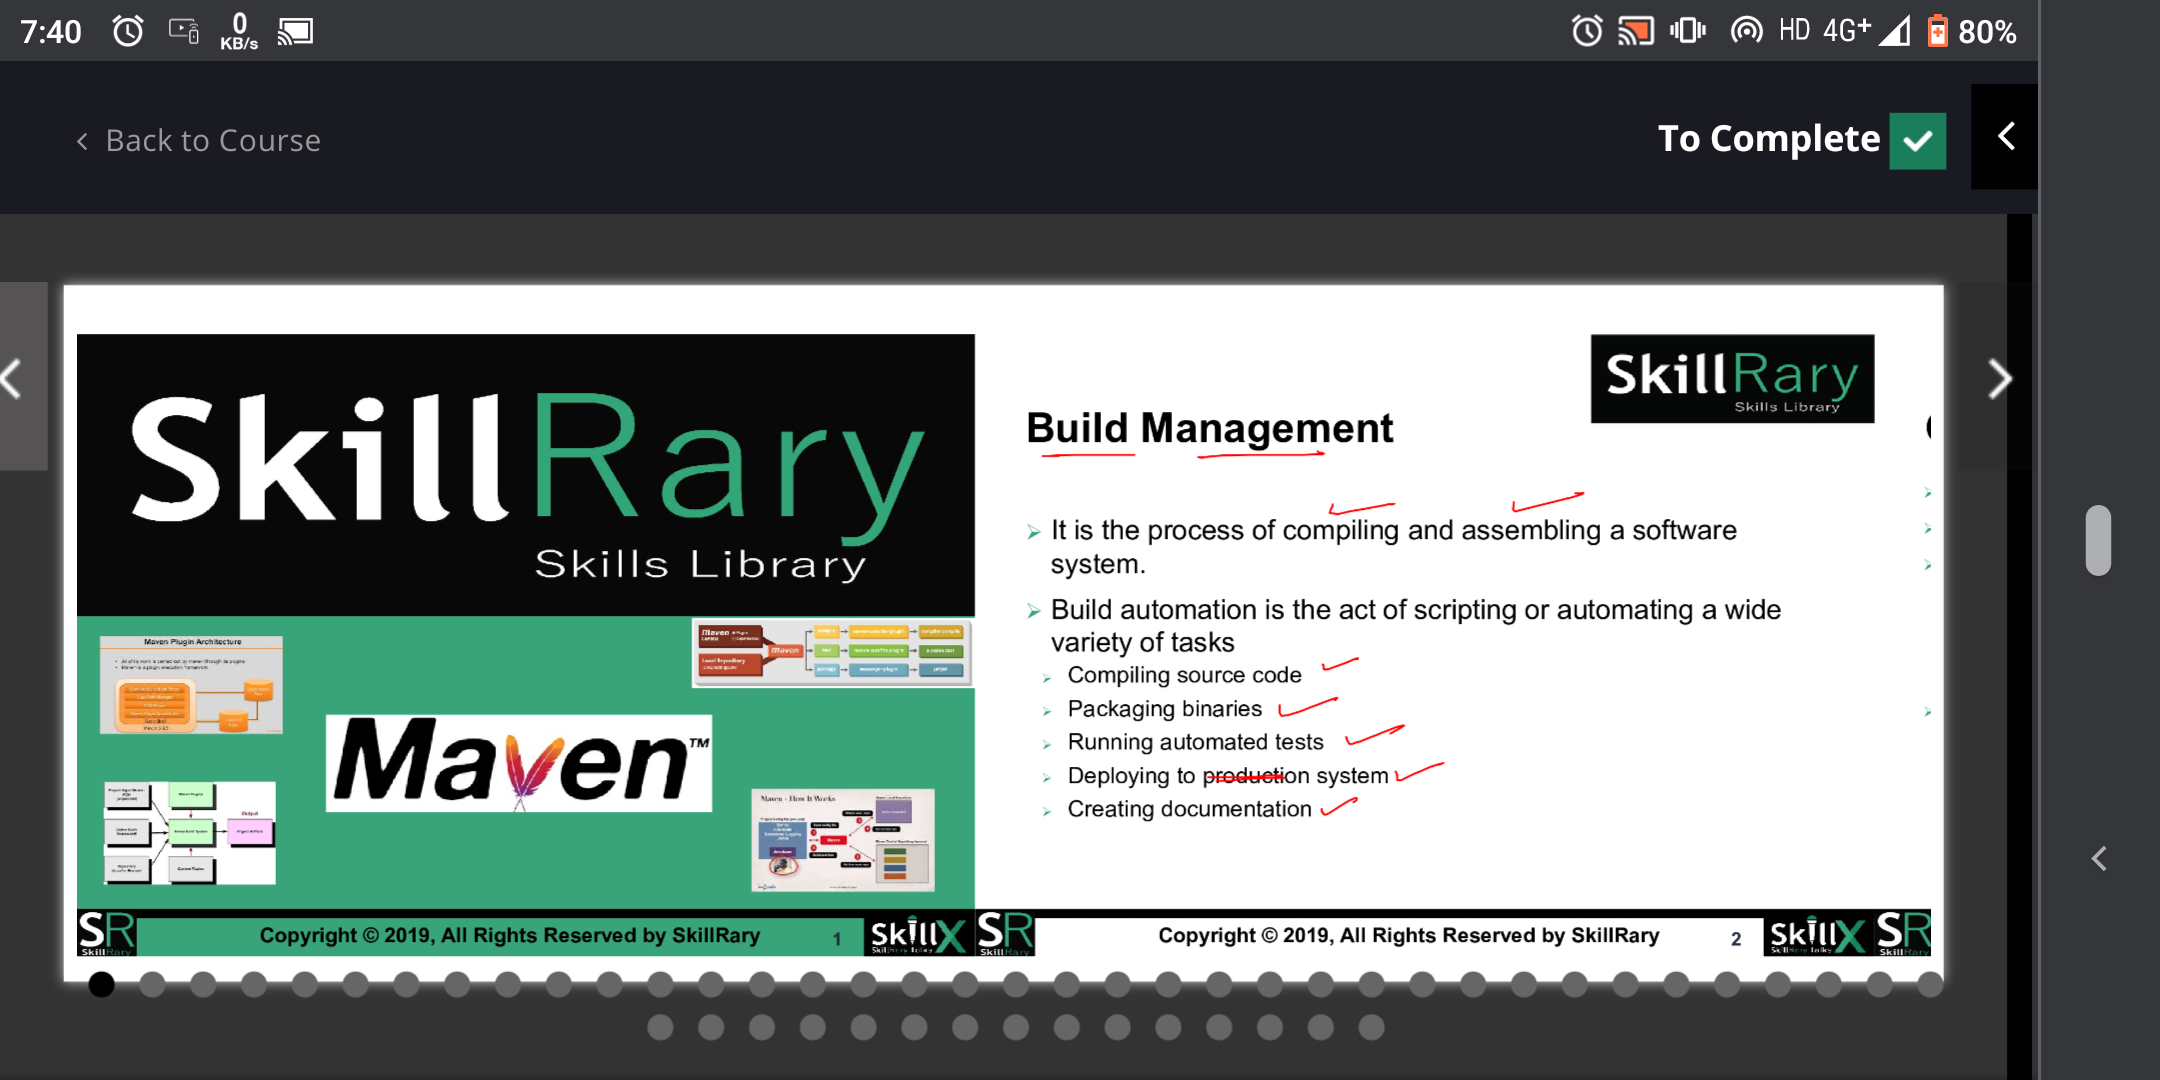 7:40
0
KB/s
HD 4G+ 80%
Back to Course
To Complete
SkillRary
Skills Library
Maven Plugin Architecture
Maven
Maven™
Output
Maven - How It Works
SR
SkillRary
Copyright © 2019, All Rights Reserved by SkillRary
1
SkillX
SkillRary
Skills Library
Build Management
It is the process of compiling and assembling a software
system.
Build automation is the act of scripting or automating a wide
variety of tasks
Compiling source code
Packaging binaries
Running automated tests
Deploying to production system
Creating documentation
SR
SkillRary
Copyright © 2019, All Rights Reserved by SkillRary
2
SkillX
SR
SkillRary